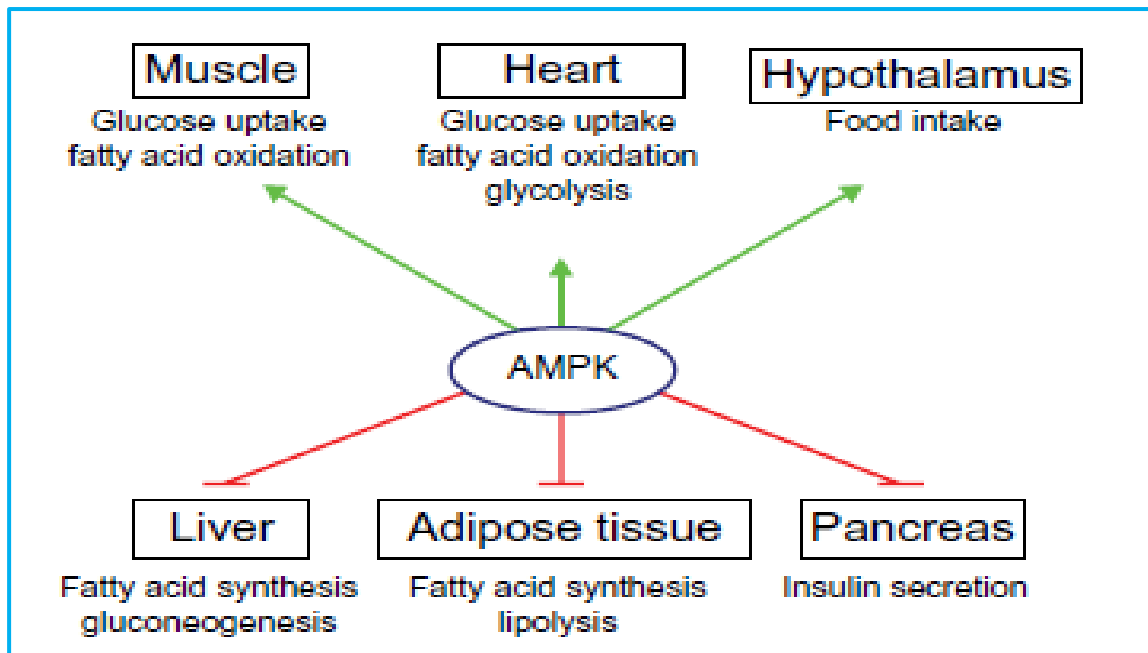 Muscle
Glucose uptake
fatty acid oxidation
Heart
Glucose uptake
fatty acid oxidation
glycolysis
Hypothalamus
Food intake
AMPK
Liver
Fatty acid synthesis
gluconeogenesis
Adipose tissue
Fatty acid synthesis
lipolysis
Pancreas
Insulin secretion